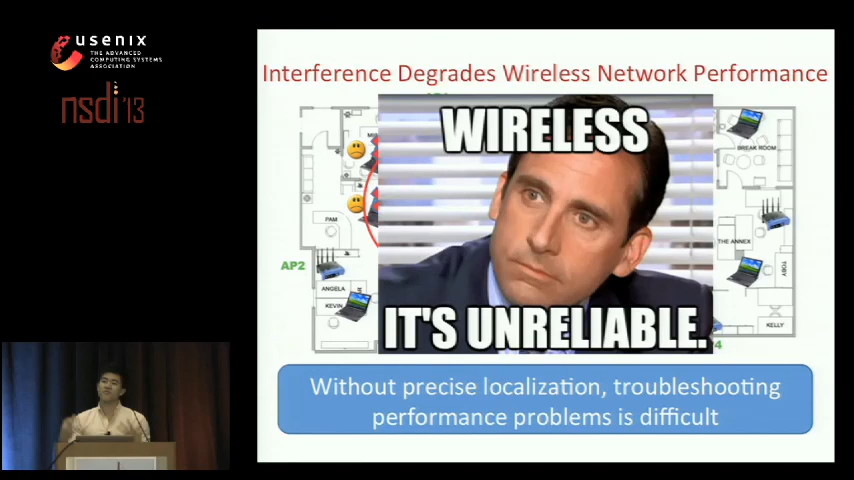 usenix
THE ADVANCED
COMPUTING SYSTEMS
ASSOCIATION
nsdi '13
Interference Degrades Wireless Network Performance
WIRELESS
BREAK ROOM
PAM
THE ANNEX
AP2
TOBY
ANGELA
KEVIN
IT'S UNRELIABLE.
KELLY
Without precise localization, troubleshooting
performance problems is difficult